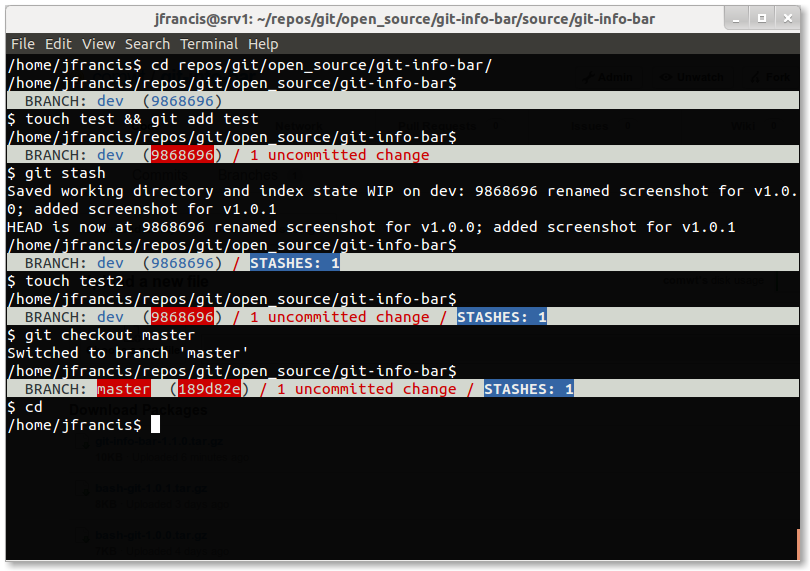 jfrancis@srv1: ~/repos/git/open_source/git-info-bar/source/git-info-bar
File Edit View Search Terminal Help
/home/jfrancis$ cd repos/git/open_source/git-info-bar/
/home/jfrancis/repos/git/open_source/git-info-bar$
BRANCH: dev (9868696)
$ touch test && git add test
/home/jfrancis/repos/git/open_source/git-info-bar$
BRANCH: dev (9868696) / 1 uncommitted change
$ git stash
Saved working directory and index state WIP on dev: 9868696 renamed screenshot for v1.0.
0; added screenshot for v1.0.1
HEAD is now at 9868696 renamed screenshot for v1.0.0; added screenshot for v1.0.1
/home/jfrancis/repos/git/open_source/git-info-bar$
BRANCH: dev (9868696) / STASHES: 1
$ touch test2
/home/jfrancis/repos/git/open_source/git-info-bar$
BRANCH: dev (9868696) / 1 uncommitted change / STASHES: 1
$ git checkout master
Switched to branch 'master'
/home/jfrancis/repos/git/open_source/git-info-bar$
BRANCH: master (189d82e) / 1 uncommitted change / STASHES: 1
$ cd
Download Packages
/home/jfrancis$